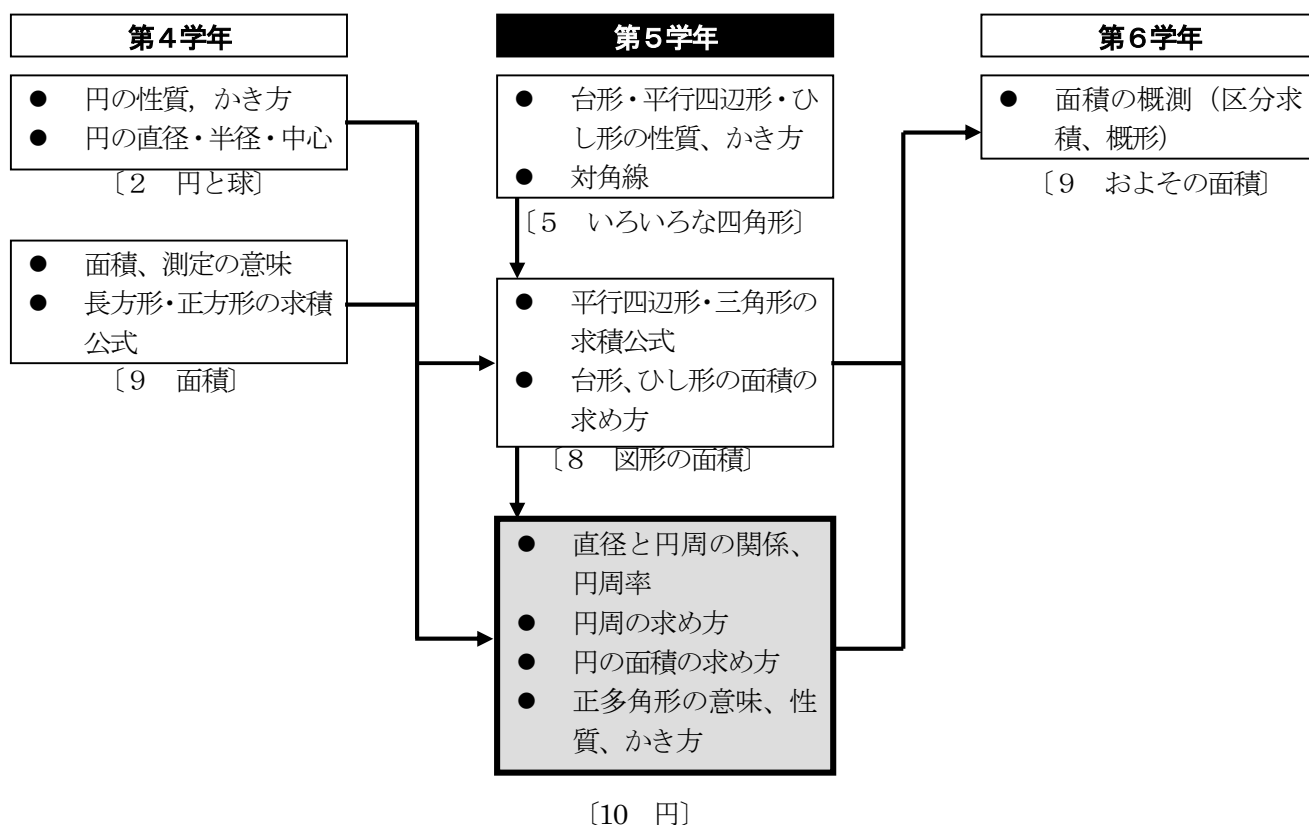 第４学年
● 円の性質，かき方
● 円の直径・半径・中心
〔２　円と球〕
● 面積、測定の意味
● 長方形・正方形の求積
公式
〔９　面積〕
第５学年
● 台形・平行四辺形・ひ
し形の性質、かき方
● 対角線
〔５　いろいろな四角形〕
● 平行四辺形・三角形の
求積公式
● 台形、ひし形の面積の
求め方
〔８　図形の面積〕
● 直径と円周の関係、
円周率
● 円周の求め方
● 円の面積の求め方
● 正多角形の意味、性
質、かき方
〔10　円〕
第６学年
● 面積の概測（区分求
積、概形）
〔９　およその面積〕